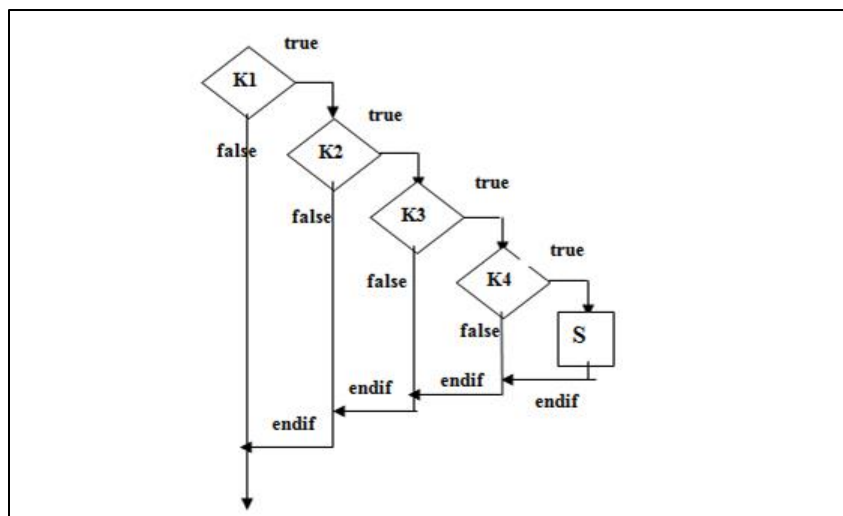 true
K1
true
false
K2
true
false
K3
true
false
K4
false
S
endif
endif
endif
endif